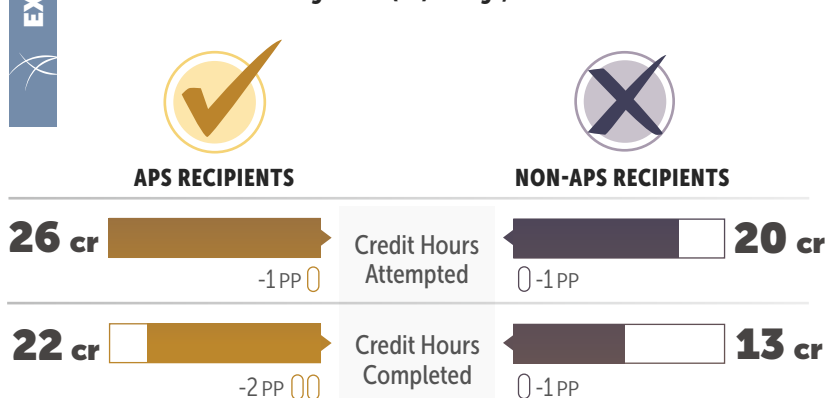 EX
APS RECIPIENTS
NON-APS RECIPIENTS
26 cr
Credit Hours
Attempted
20 cr
-1 PP
-1 PP
22 cr
Credit Hours
Completed
13 cr
-2 PP
-1 PP